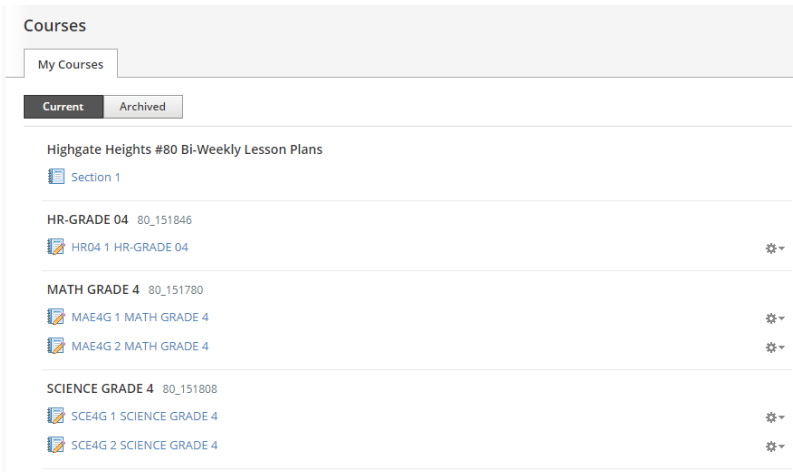 Courses
My Courses
Current Archived
Highgate Heights #80 Bi-Weekly Lesson Plans
Section 1
HR-GRADE 04 80_151846
HR04 1 HR-GRADE 04
MATH GRADE 4 80_151780
MAE4G 1 MATH GRADE 4
MAE4G 2 MATH GRADE 4
SCIENCE GRADE 4 80_151808
SCE4G 1 SCIENCE GRADE 4
SCE4G 2 SCIENCE GRADE 4